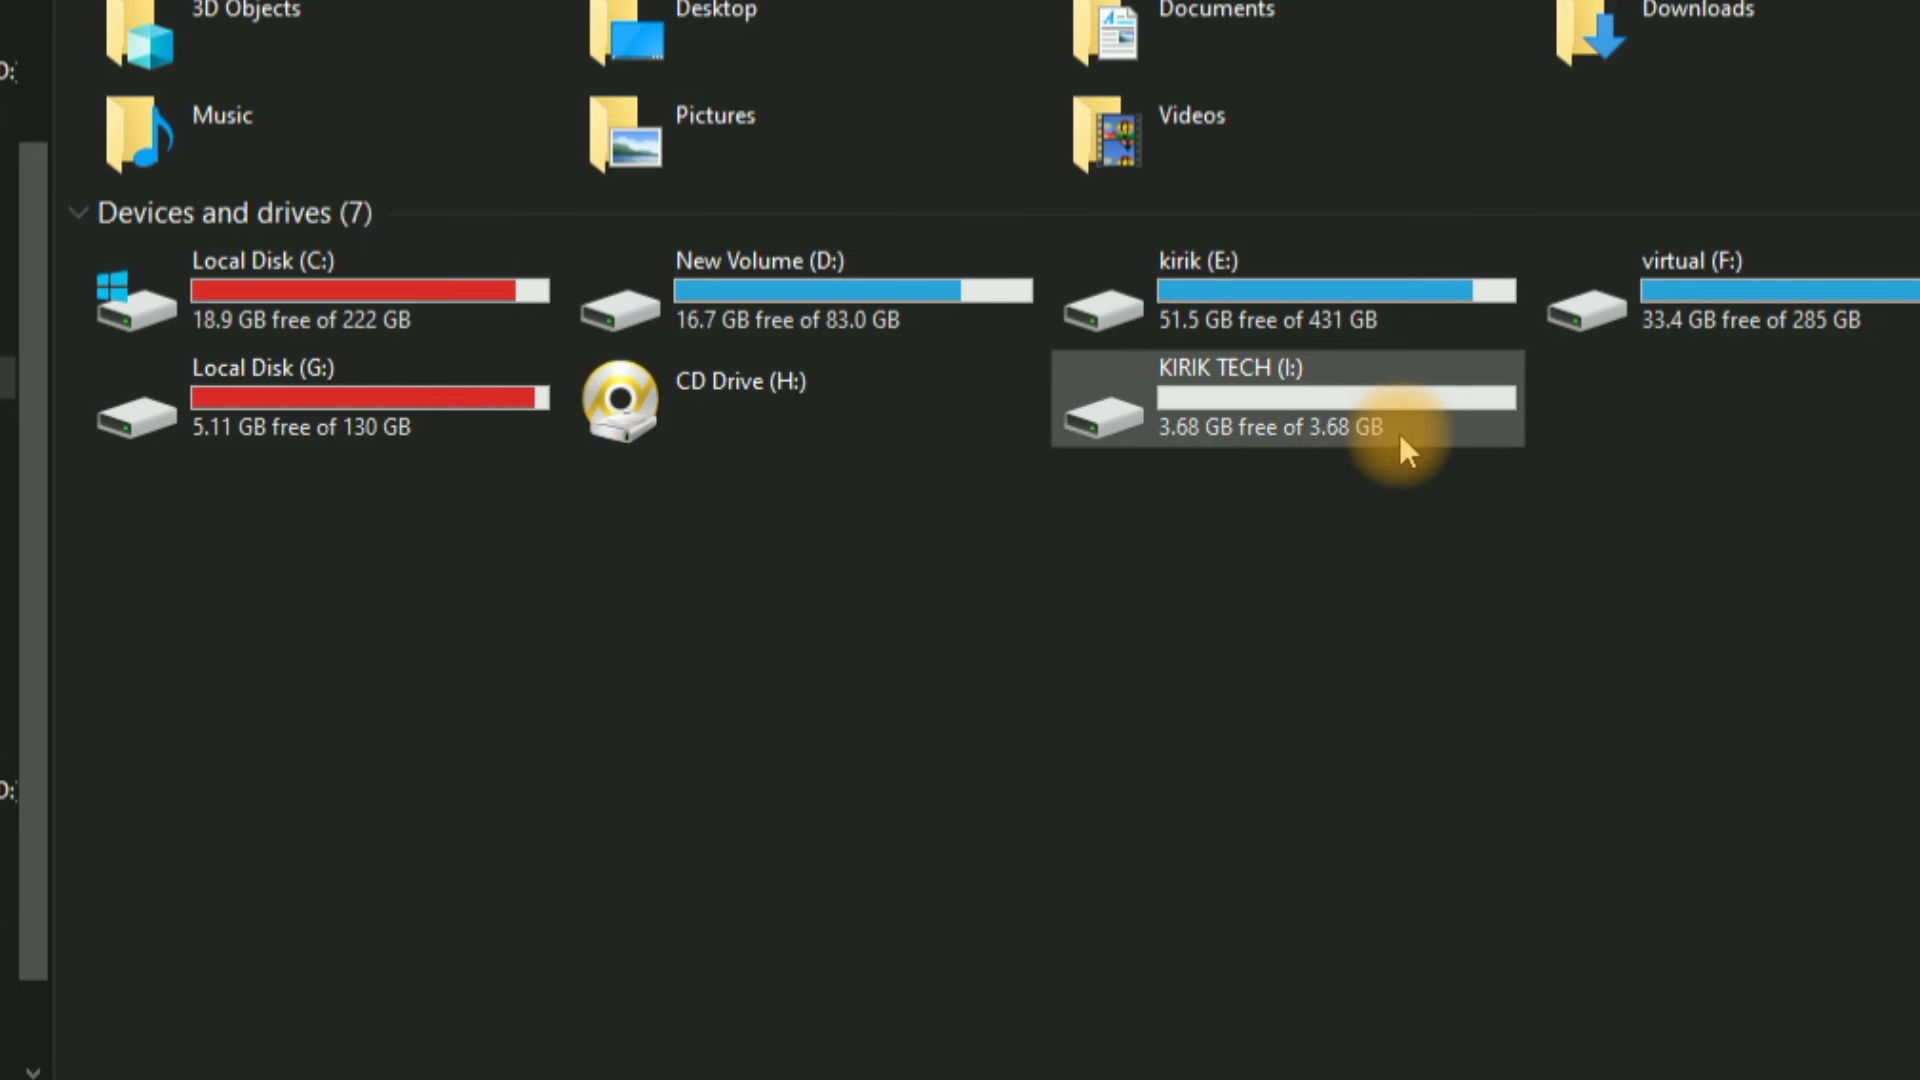 3D Objects
Desktop
Documents
Downloads
Music
Pictures
Videos
Devices and drives (7)
Local Disk (C:)
18.9 GB free of 222 GB
New Volume (D:)
16.7 GB free of 83.0 GB
kirik (E:)
51.5 GB free of 431 GB
virtual (F:)
33.4 GB free of 285 GB
Local Disk (G:)
5.11 GB free of 130 GB
CD Drive (H:)
KIRIK TECH (I:)
3.68 GB free of 3.68 GB